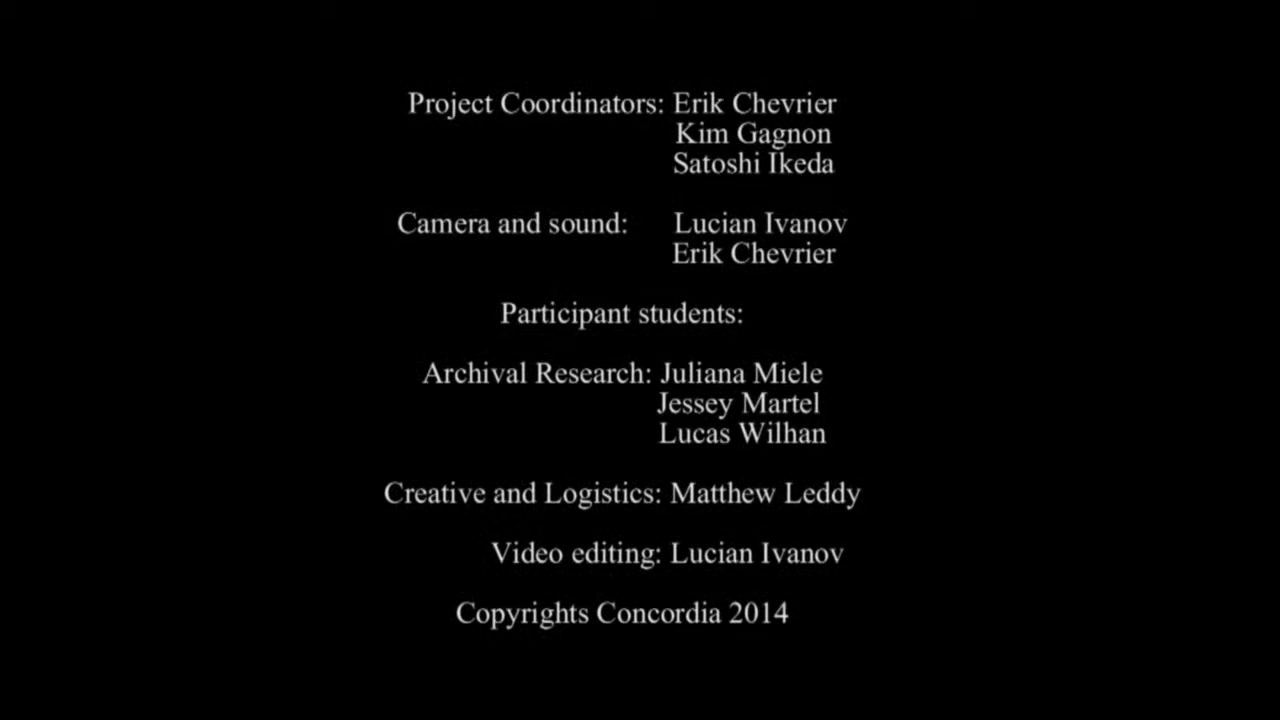 Project Coordinators: Erik Chevrier
Kim Gagnon
Satoshi Ikeda
Camera and sound: Lucian Ivanov
Erik Chevrier
Participant students:
Archival Research: Juliana Miele
Jessey Martel
Lucas Wilhan
Creative and Logistics: Matthew Leddy
Video editing: Lucian Ivanov
Copyrights Concordia 2014